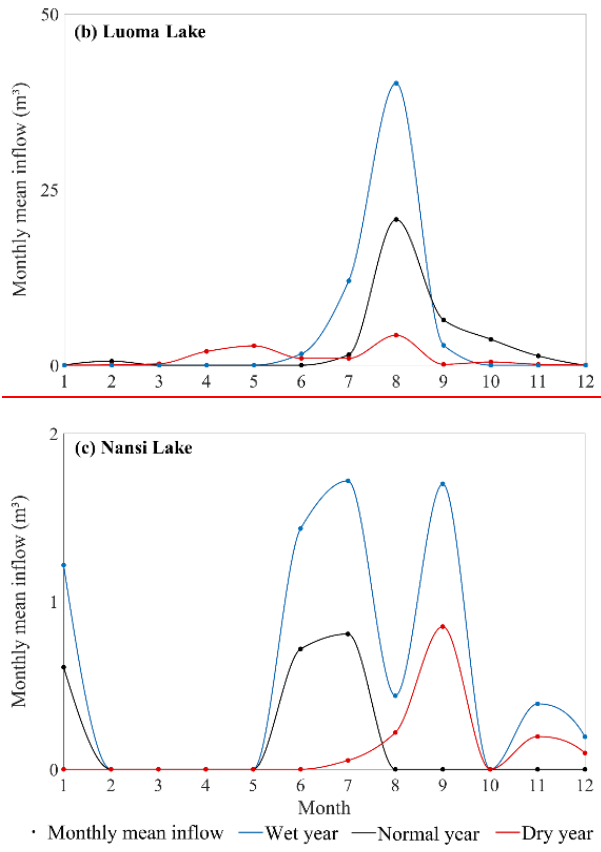 (b) Luoma Lake
Monthly mean inflow (m³)
50
25
0
1 2 3 4 5 6 7 8 9 10 11 12
(c) Nansi Lake
Monthly mean inflow (m³)
2
1
0
1 2 3 4 5 6 7 8 9 10 11 12
Month
Monthly mean inflow Wet year Normal year Dry year